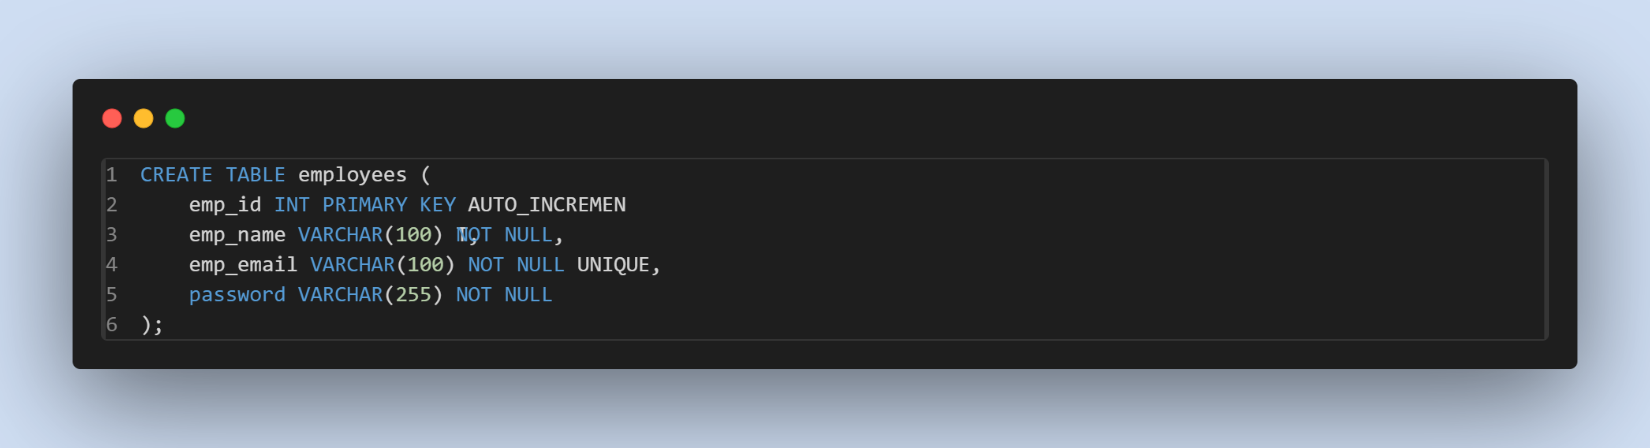 1 CREATE TABLE employees (
2 emp_id INT PRIMARY KEY AUTO_INCREMEN
3 emp_name VARCHAR(100) NOT NULL,
4 emp_email VARCHAR(100) NOT NULL UNIQUE,
5 password VARCHAR(255) NOT NULL
6 );